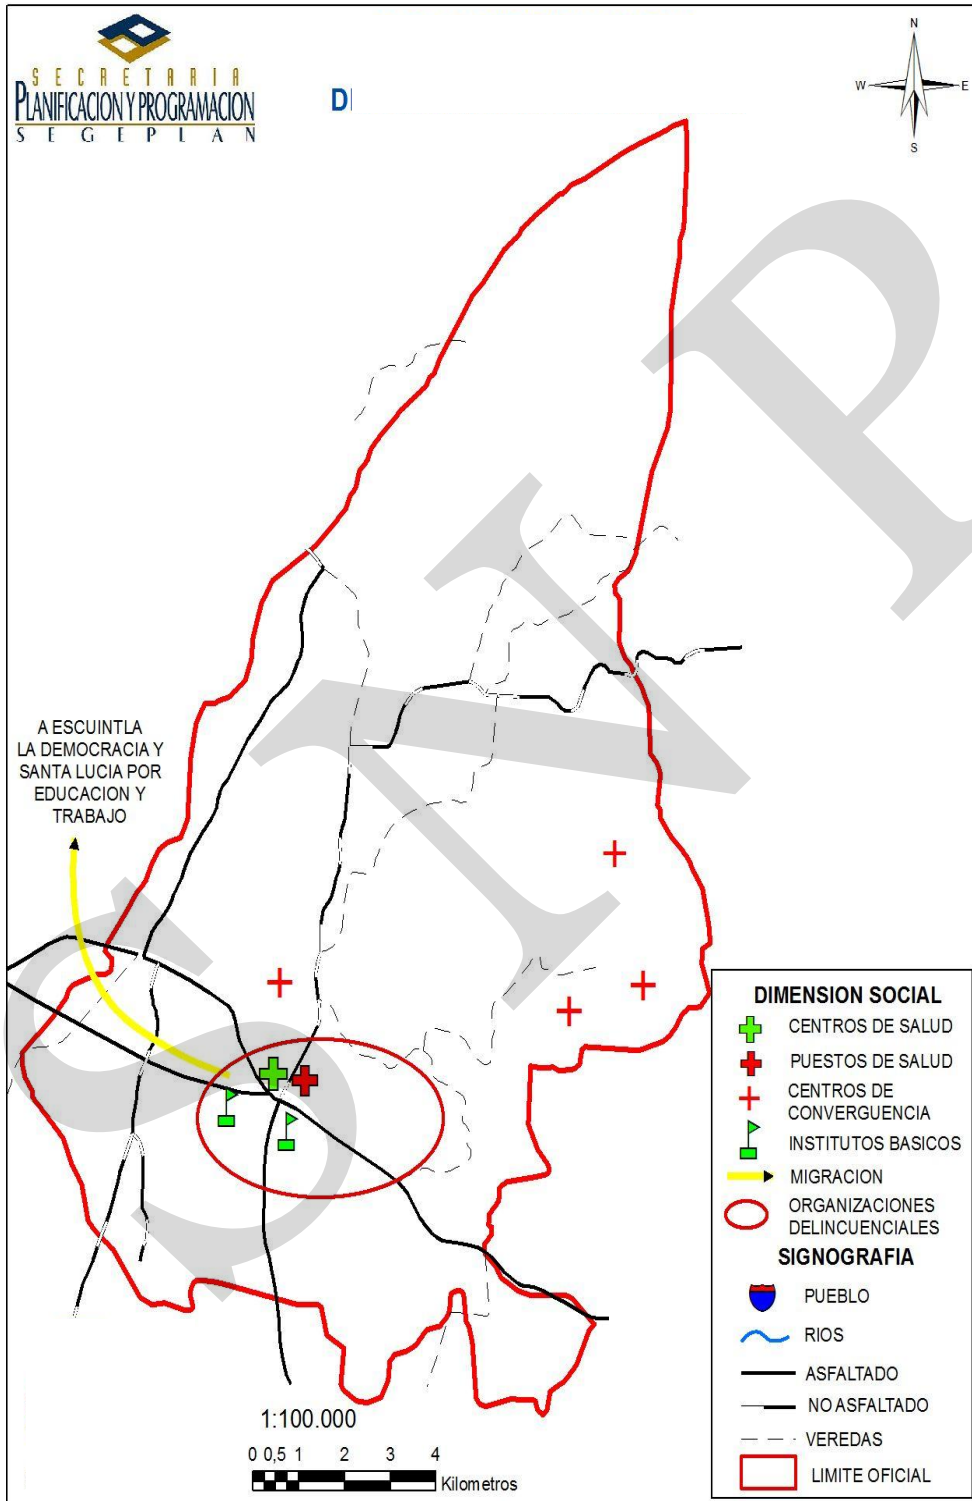 SECRETARIA
PLANIFICACION Y PROGRAMACION
SEGEPLAN
DI
N
W
E
S
A ESCUINTLA
LA DEMOCRACIA Y
SANTA LUCIA POR
EDUCACION Y
TRABAJO
SNIP
DIMENSION SOCIAL
CENTROS DE SALUD
PUESTOS DE SALUD
CENTROS DE
CONVERGUENCIA
INSTITUTOS BASICOS
MIGRACION
ORGANIZACIONES
DELINCUENCIALES
SIGNOGRAFIA
PUEBLO
RIOS
ASFALTADO
NO ASFALTADO
VEREDAS
LIMITE OFICIAL
1:100.000
0 0,5 1 2 3 4
Kilometros